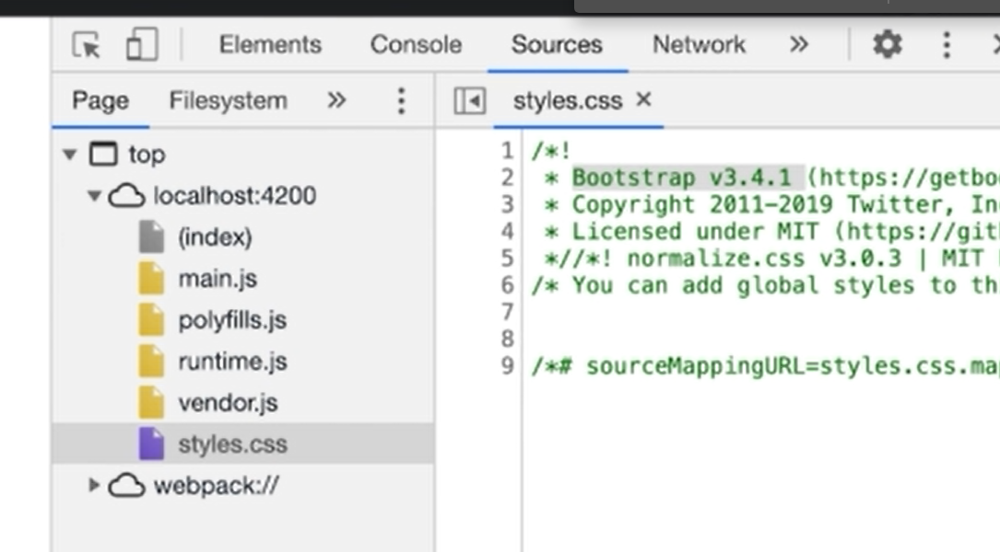 Elements Console Sources Network »
Page Filesystem » styles.css ×
top
localhost:4200
(index)
main.js
polyfills.js
runtime.js
vendor.js
styles.css
webpack://
1 /*!
2 * Bootstrap v3.4.1 (https://getboo
3 * Copyright 2011-2019 Twitter,
4 * Licensed under MIT (https://gith
5 *//*! normalize.css v3.0.3 | MIT
6 /* You can add global styles to th
7
8
9 /*# sourceMappingURL=styles.css.ma